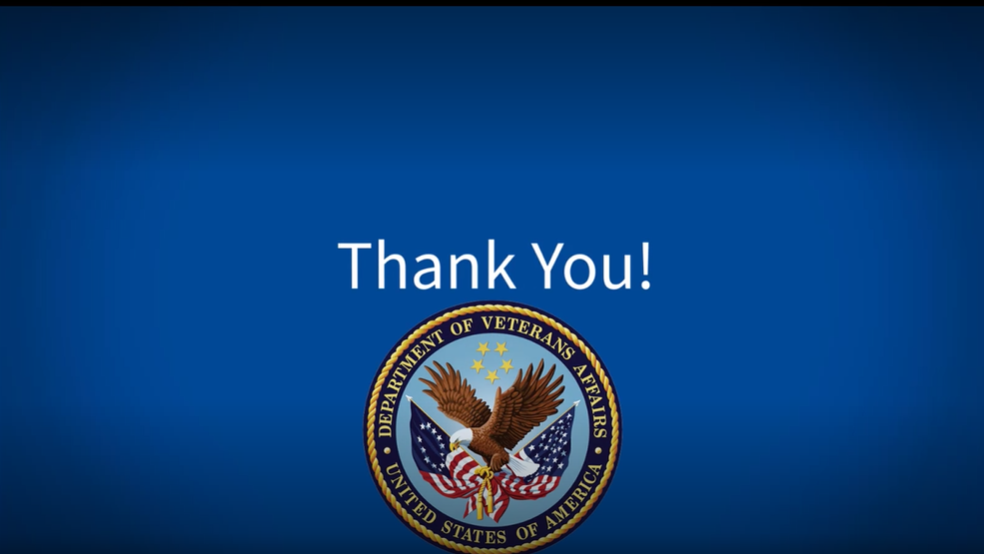 Thank You!
DEPARTMENT OF VETERANS AFFAIRS
UNITED STATES OF AMERICA